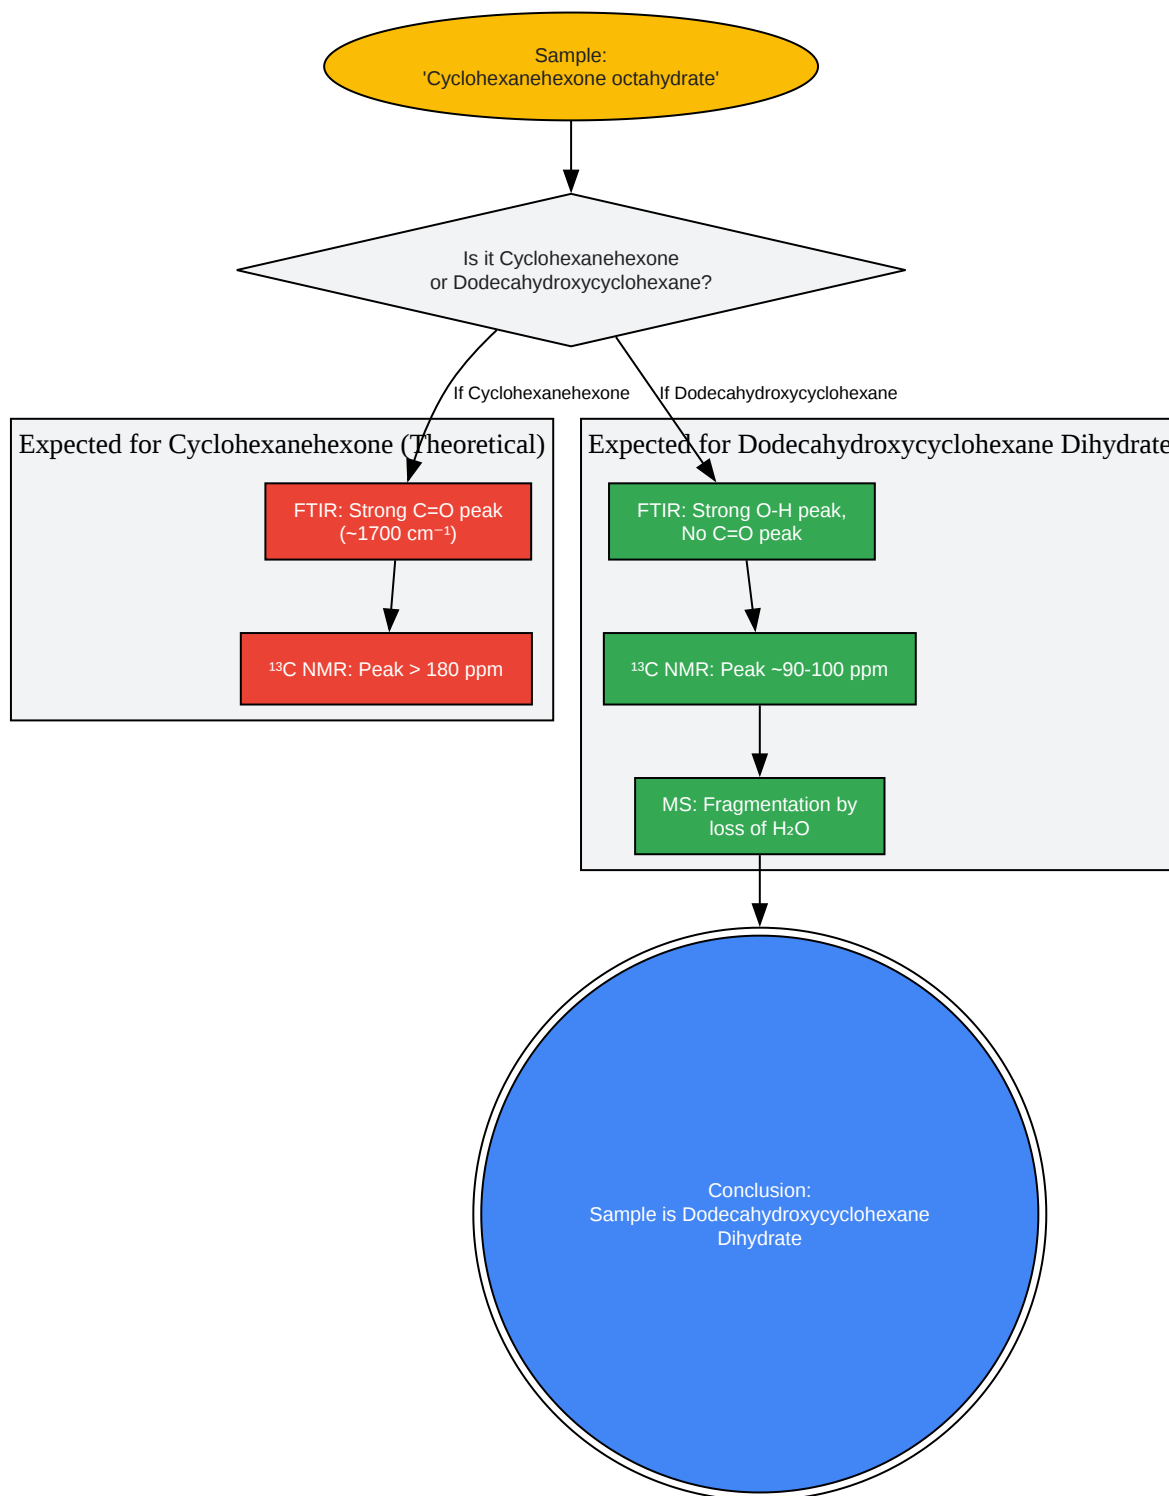 Sample:
'Cyclohexanehexone octahydrate'
Is it Cyclohexanehexone
or Dodecahydroxycyclohexane?
If Cyclohexanehexone
If Dodecahydroxycyclohexane
Expected for Cyclohexanehexone (Theoretical)
FTIR: Strong C=O peak
(~1700 cm⁻¹)
¹³C NMR: Peak > 180 ppm
Expected for Dodecahydroxycyclohexane Dihydrate
FTIR: Strong O-H peak,
No C=O peak
¹³C NMR: Peak ~90-100 ppm
MS: Fragmentation by
loss of H₂O
Conclusion:
Sample is Dodecahydroxycyclohexane
Dihydrate